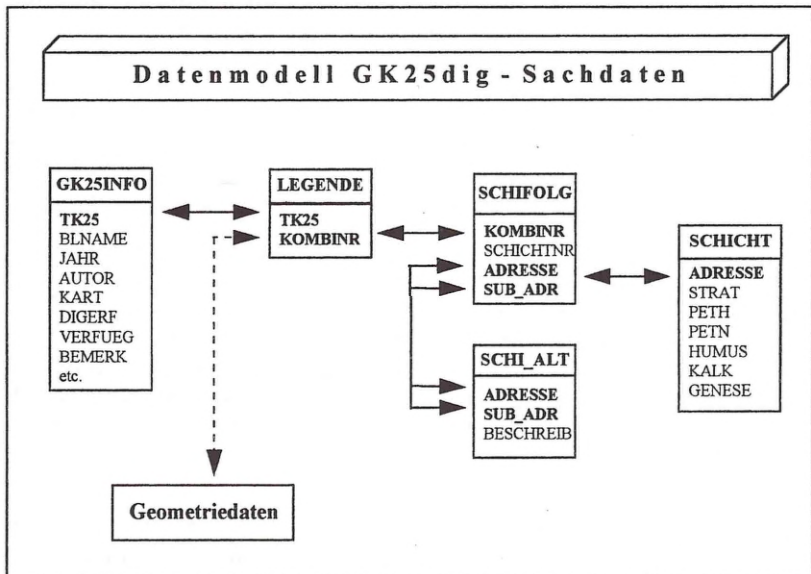 Datenmodell GK25dig - Sachdaten
GK25INFO
TK25
BLNAME
JAHR
AUTOR
KART
DIGERF
VERFUEG
BEMERK
etc.
LEGENDE
TK25
KOMBINR
SCHIFOLG
KOMBINR
SCHICHTNR
ADRESSE
SUB_ADR
SCHICHT
ADRESSE
STRAT
PETH
PETN
HUMUS
KALK
GENESE
SCHI_ALT
ADRESSE
SUB_ADR
BESCHREIB
Geometriedaten